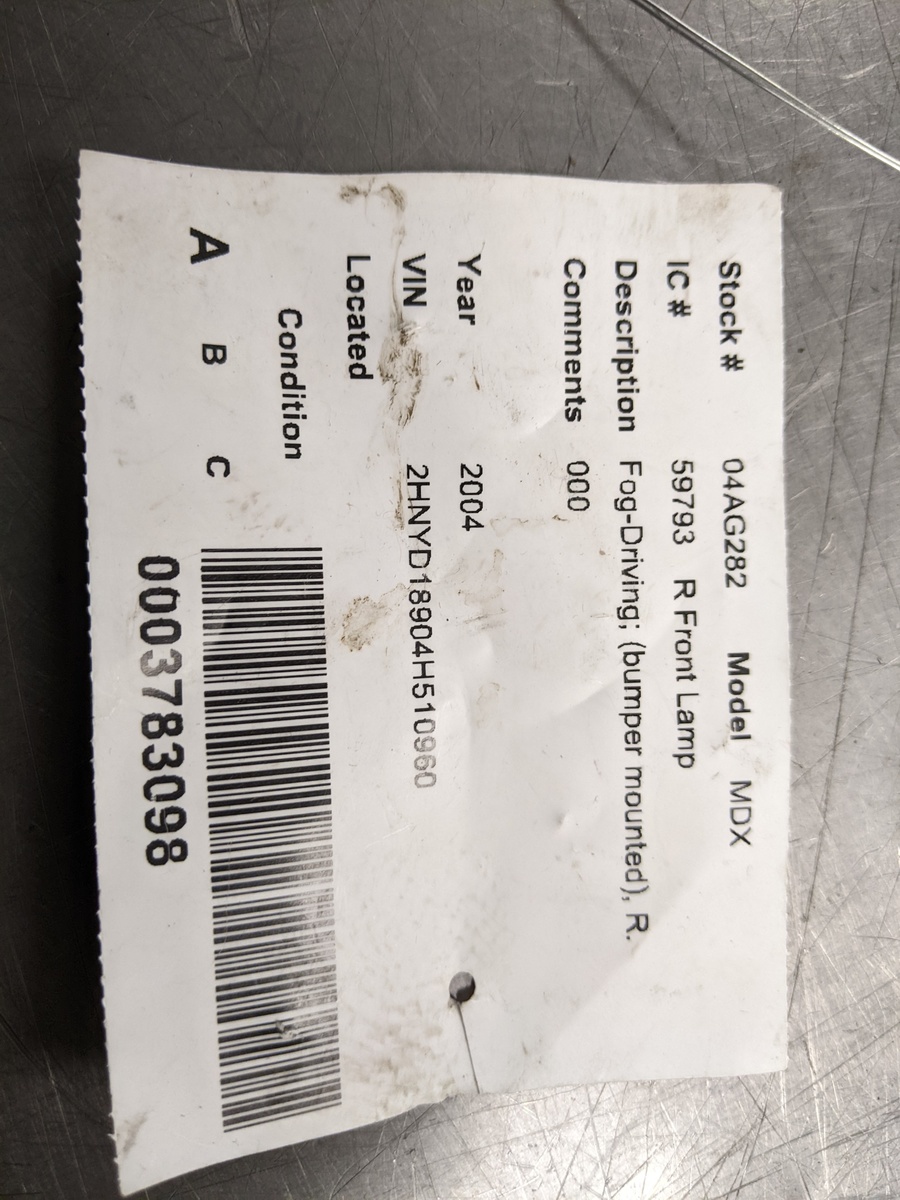 Stock # 04AG282 Model MDX
IC # 59793 R Front Lamp
Description Fog-Driving; (bumper mounted), R.
Comments 000
Year 2004
VIN 2HNYD18904H510960
Located
Condition
A B C
0003783098